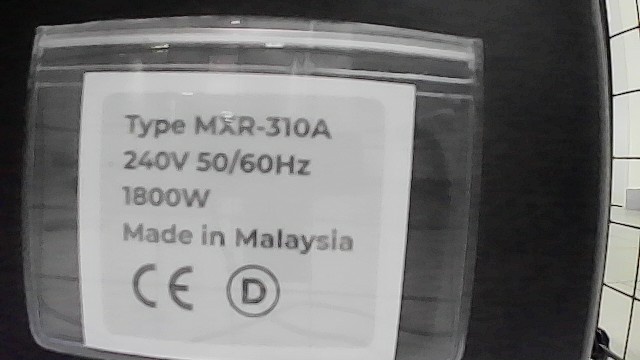 Type MXR-310A
240V 50/60Hz
1800W
Made in Malaysia
CE D